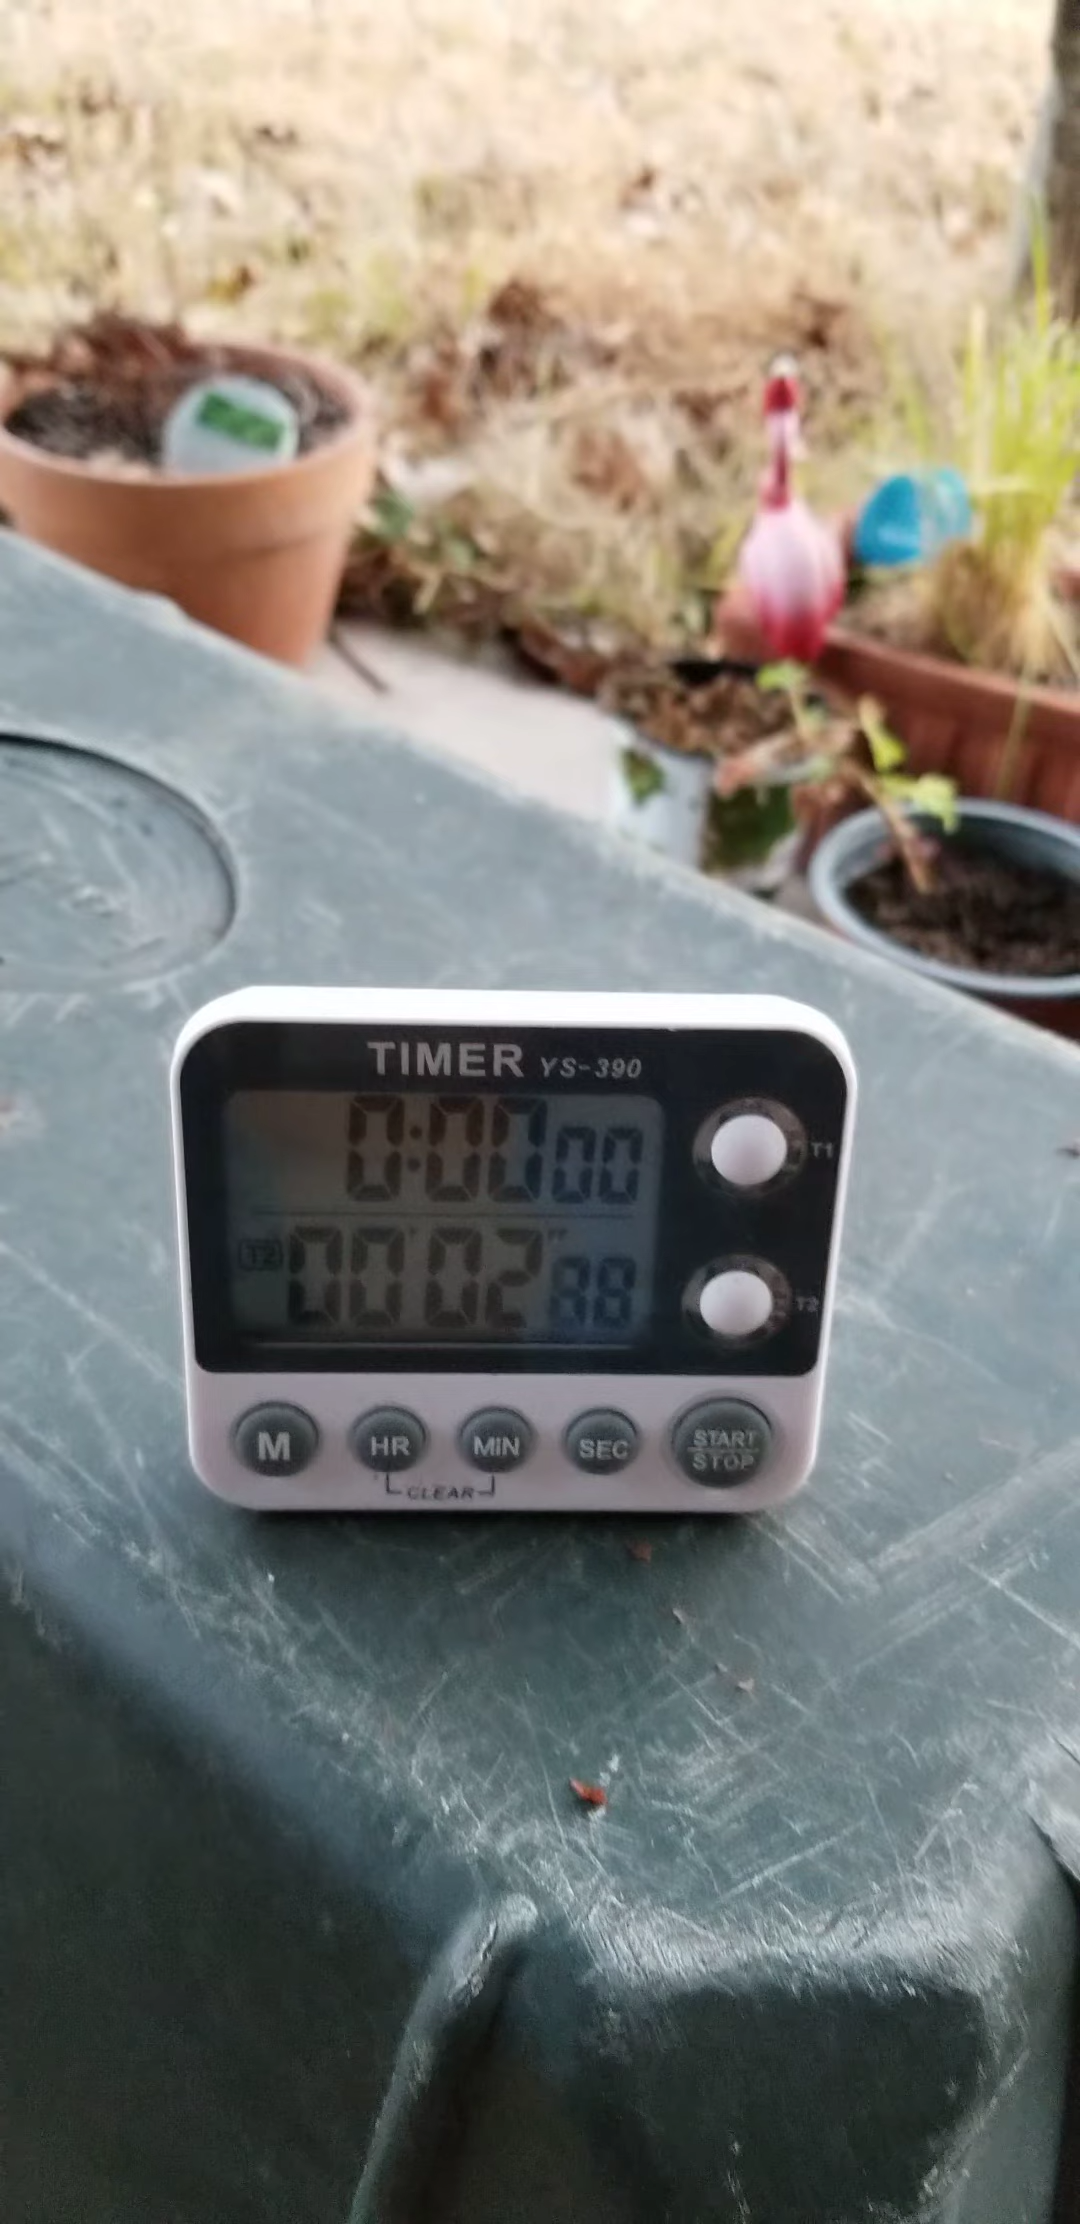 TIMER YS-390
0:00 00
T1
T2 00'02" 88
T2
M HR MIN SEC START STOP
CLEAR